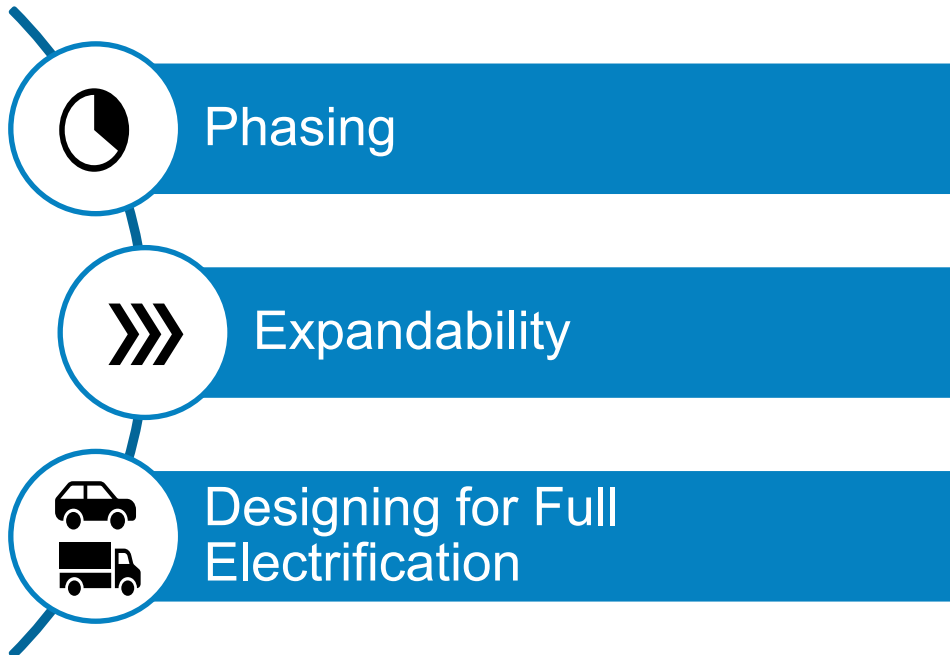 Phasing
Expandability
Designing for Full
Electrification